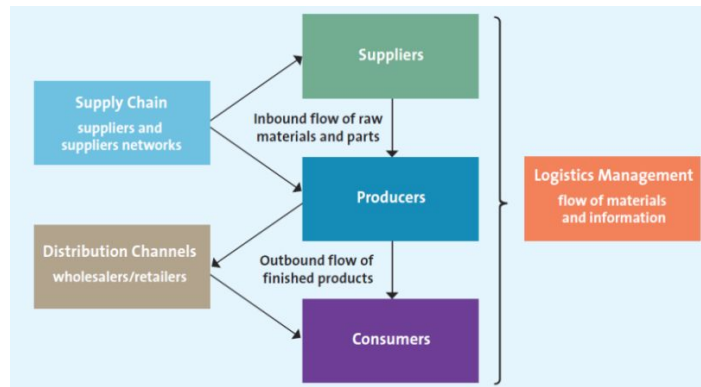 Suppliers
Supply Chain
suppliers and
suppliers networks
Inbound flow of raw
materials and parts
Producers
Logistics Management
flow of materials
and information
Distribution Channels
wholesalers/retailers
Outbound flow of
finished products
Consumers